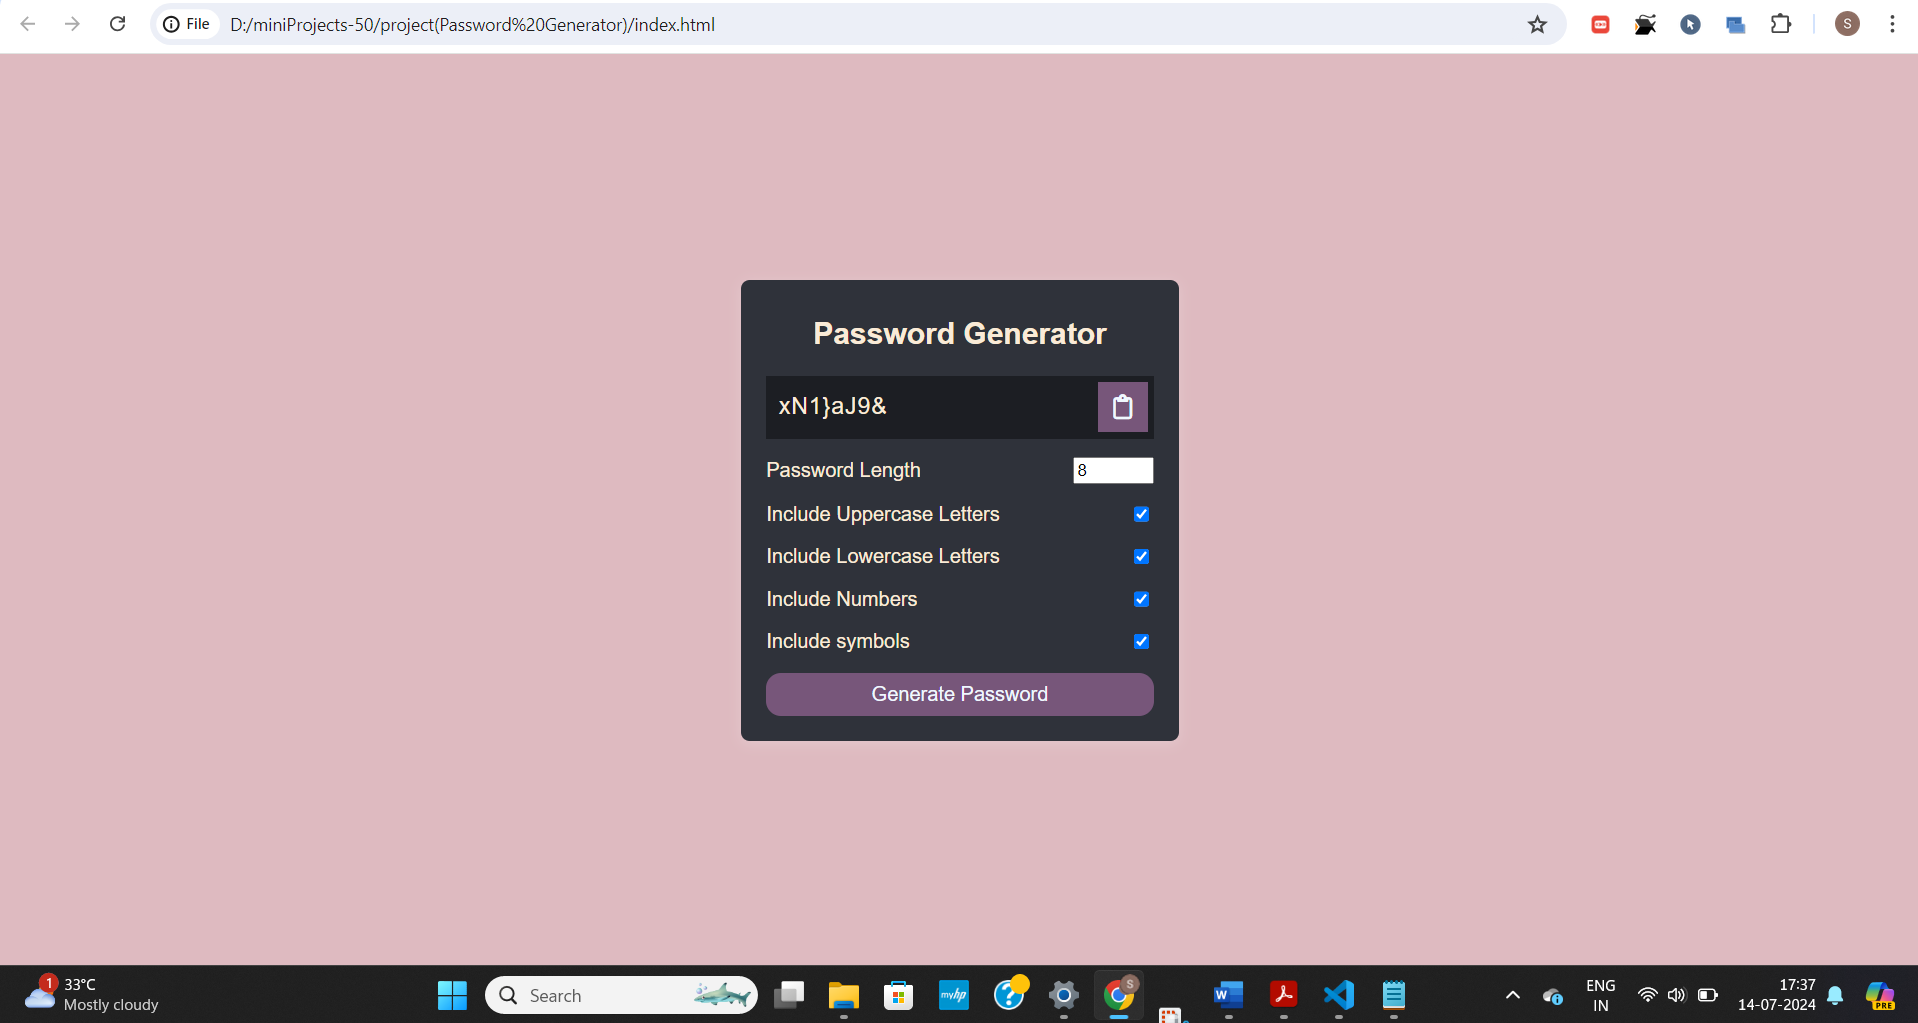 File
D:/miniProjects-50/project(Password%20Generator)/index.html
S
Password Generator
xN1}aJ9&
Password Length
8
Include Uppercase Letters
Include Lowercase Letters
Include Numbers
Include symbols
Generate Password
1
33°C
Mostly cloudy
Search
myhp
?
S
W
ENG
IN
17:37
14-07-2024
PRE